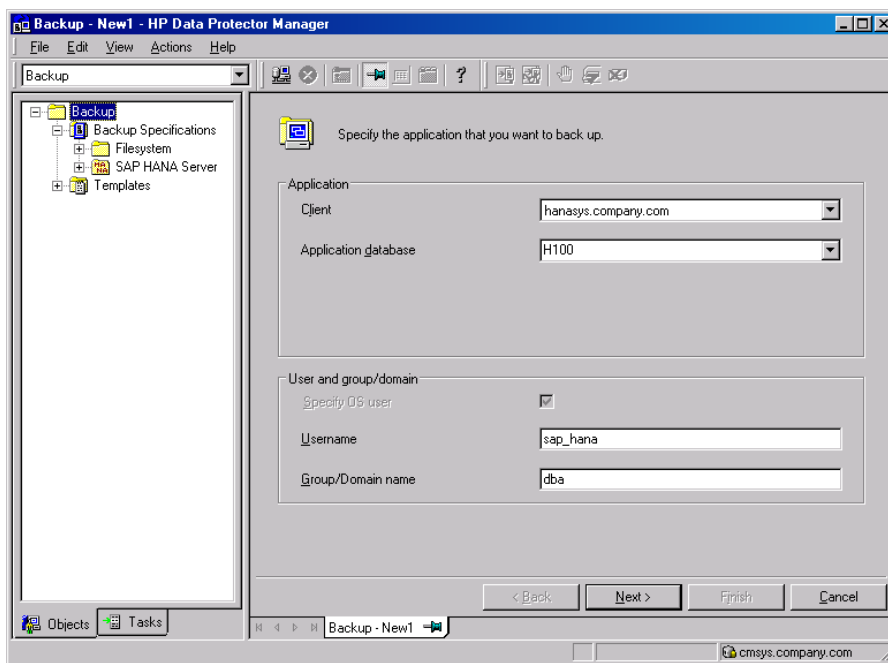 Backup - New1 - HP Data Protector Manager
File Edit View Actions Help
Backup
?
Backup
Backup Specifications
Filesystem
SAP HANA Server
Templates
Specify the application that you want to back up.
Application
Client
hanasys.company.com
Application database
H100
User and group/domain
Specify OS user
Username
sap_hana
Group/Domain name
dba
< Back Next > Finish Cancel
Objects Tasks
Backup - New1
cmsys.company.com